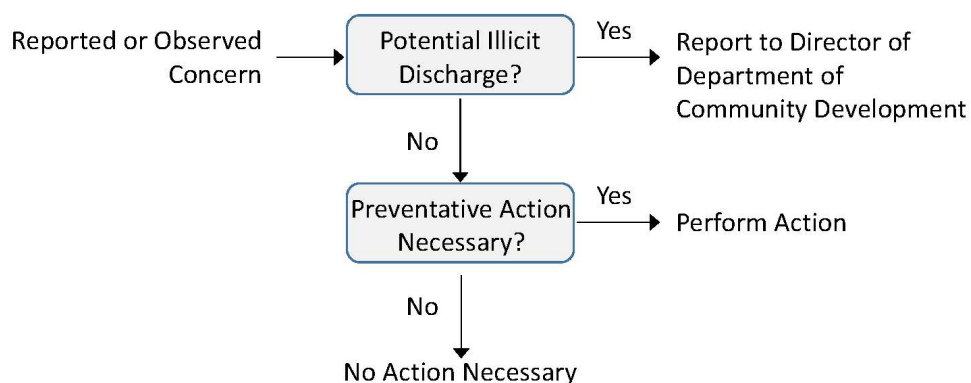 Reported or Observed
Concern
Potential Illicit
Discharge?
Yes
Report to Director of
Department of
Community Development
No
Preventative Action
Necessary?
Yes
Perform Action
No
No Action Necessary